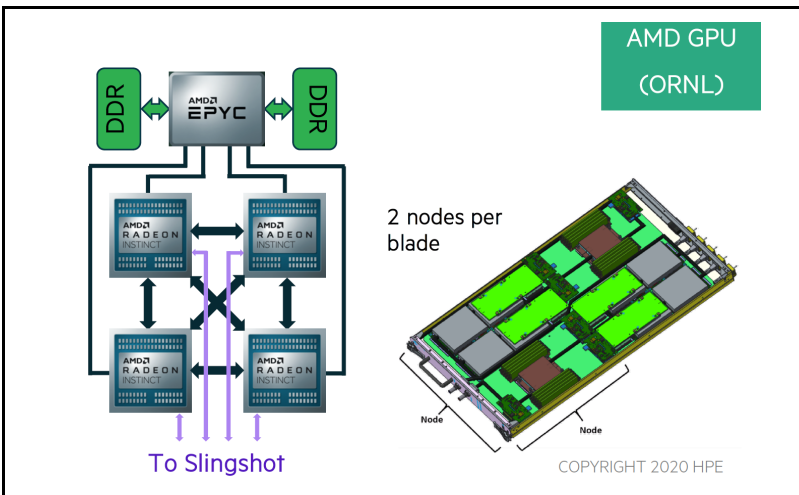 AMD GPU
(ORNL)
DDR
AMD
EPYC
DDR
AMD
RADEON
INSTINCT
AMD
RADEON
INSTINCT
2 nodes per
blade
AMD
RADEON
INSTINCT
AMD
RADEON
INSTINCT
Node
Node
To Slingshot
COPYRIGHT 2020 HPE